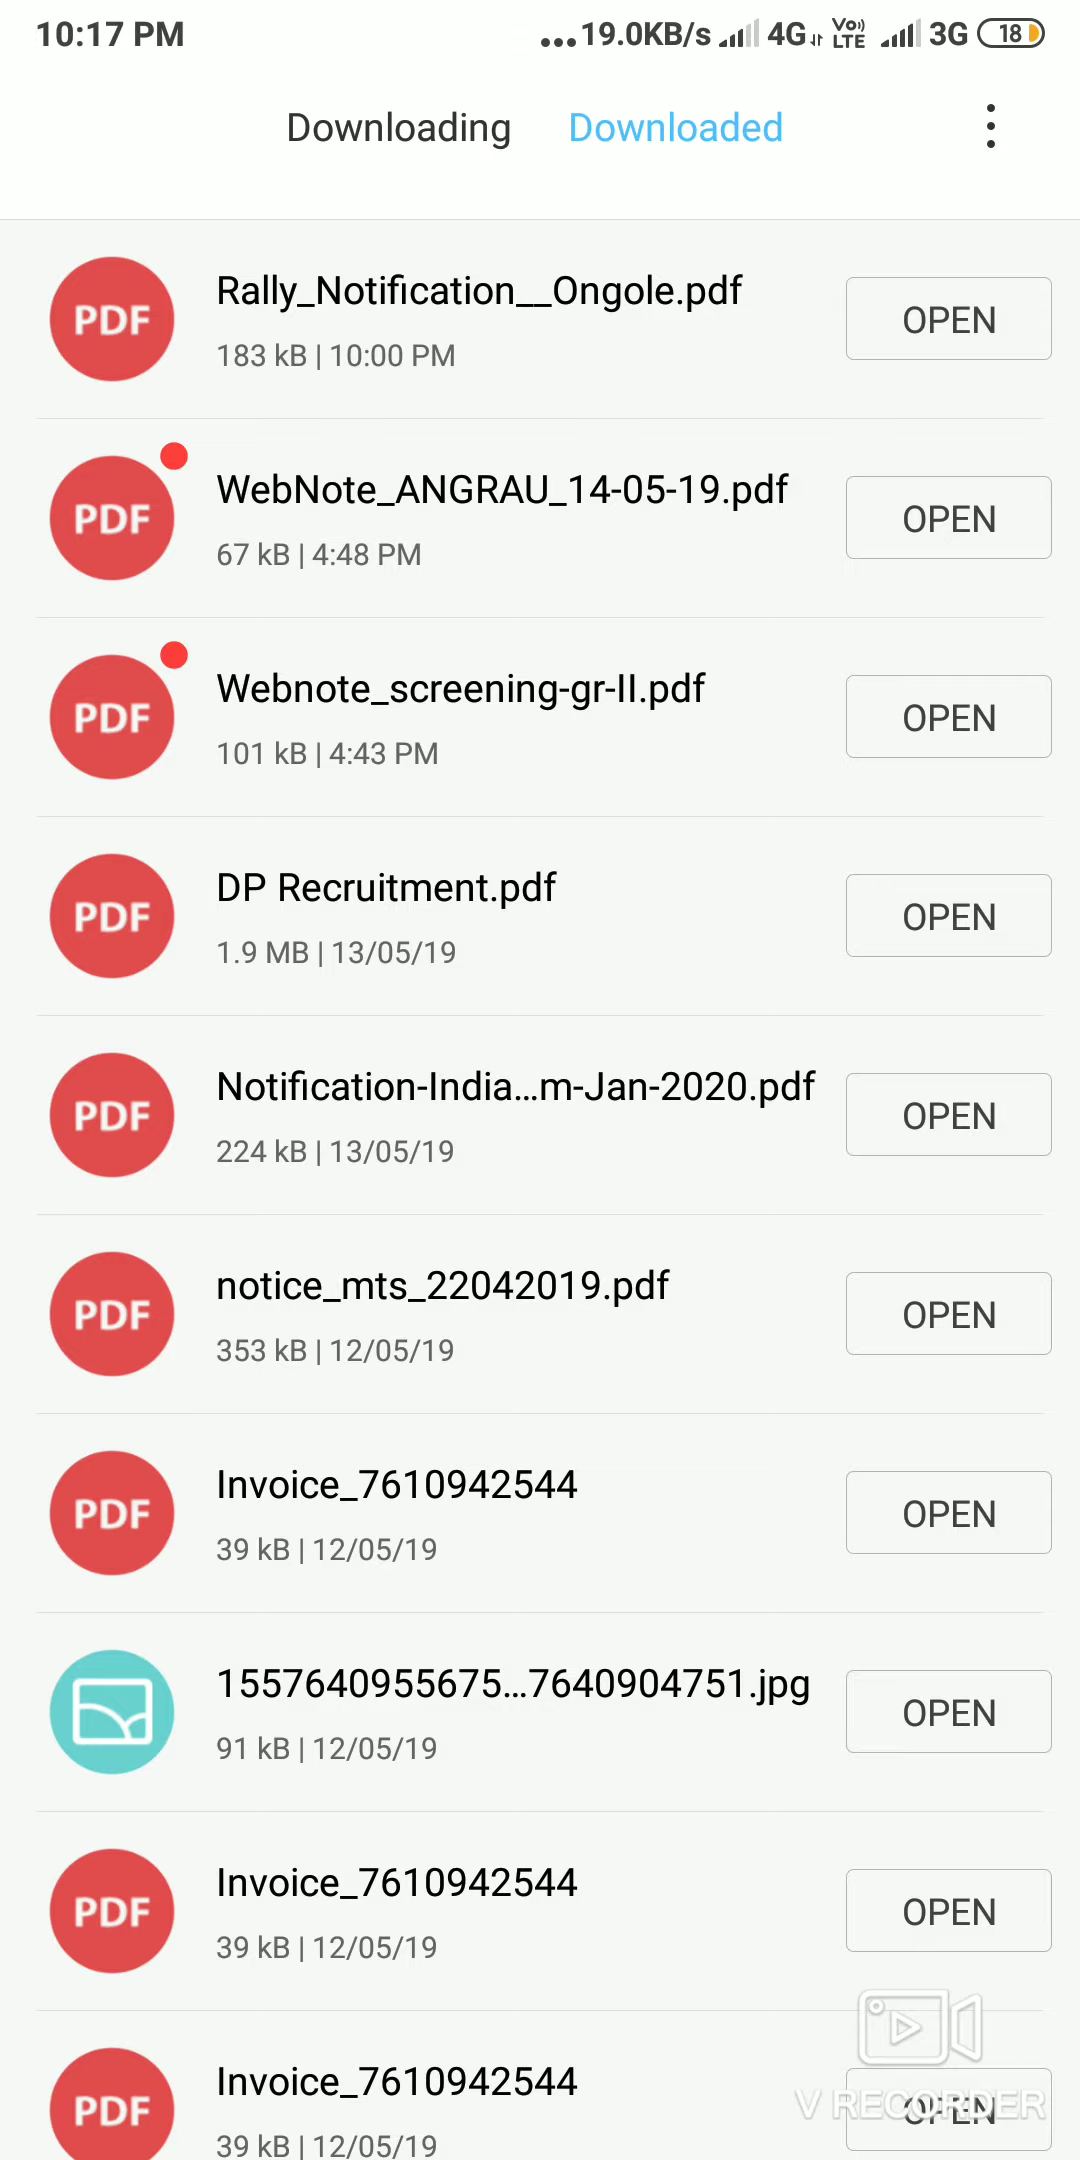 10:17 PM ...19.0KB/s 4G VoLTE 3G 18
Downloading Downloaded
PDF Rally_Notification__Ongole.pdf OPEN
183 kB | 10:00 PM
PDF WebNote_ANGRAU_14-05-19.pdf OPEN
67 kB | 4:48 PM
PDF Webnote_screening-gr-II.pdf OPEN
101 kB | 4:43 PM
PDF DP Recruitment.pdf OPEN
1.9 MB | 13/05/19
PDF Notification-India...m-Jan-2020.pdf OPEN
224 kB | 13/05/19
PDF notice_mts_22042019.pdf OPEN
353 kB | 12/05/19
PDF Invoice_7610942544 OPEN
39 kB | 12/05/19
1557640955675...7640904751.jpg OPEN
91 kB | 12/05/19
PDF Invoice_7610942544 OPEN
39 kB | 12/05/19
PDF Invoice_7610942544 OPEN
39 kB | 12/05/19
V RECORDER